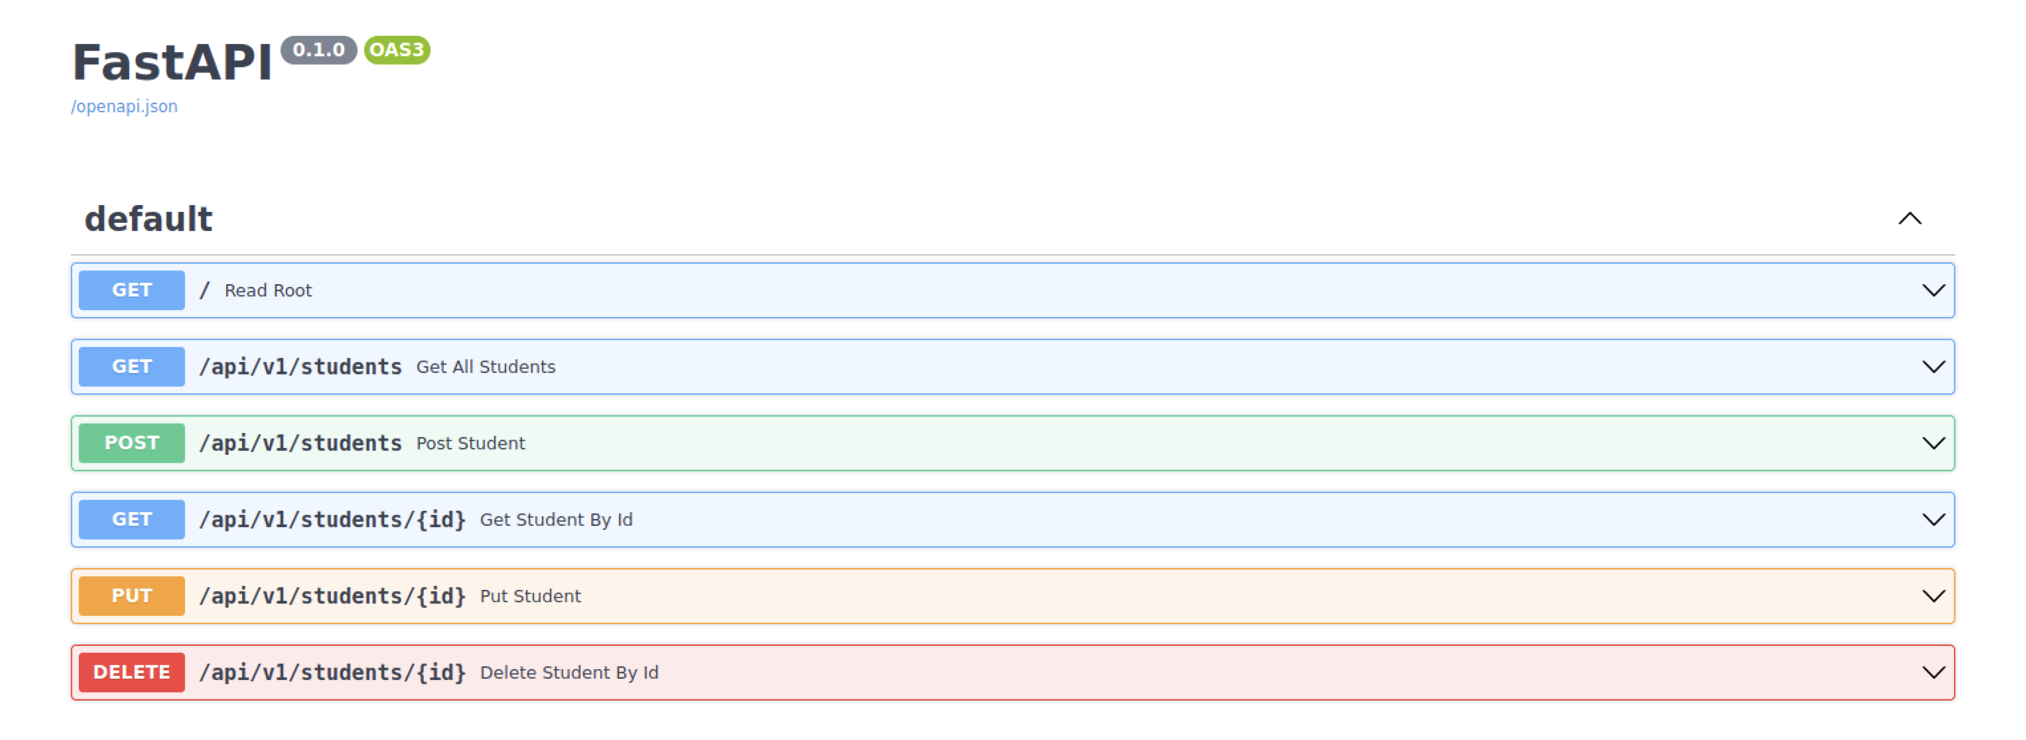 FastAPI 0.1.0 OAS3
/openapi.json
default
GET / Read Root
GET /api/v1/students Get All Students
POST /api/v1/students Post Student
GET /api/v1/students/{id} Get Student By Id
PUT /api/v1/students/{id} Put Student
DELETE /api/v1/students/{id} Delete Student By Id